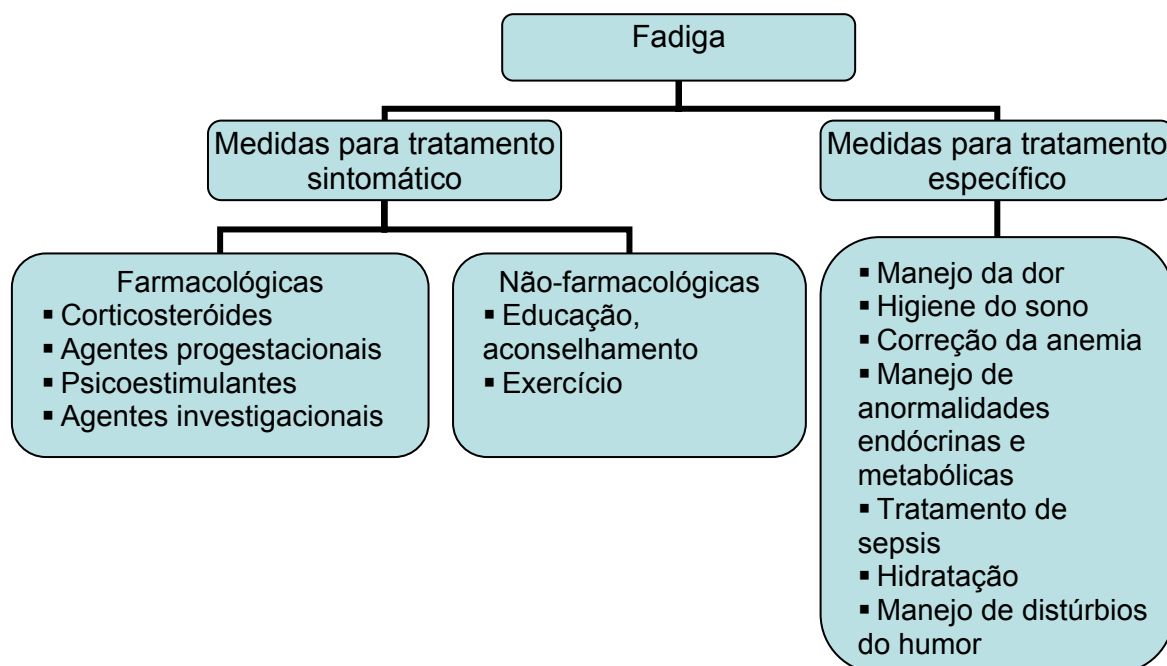 Fadiga
Medidas para tratamento
sintomático
Medidas para tratamento
específico
Farmacológicas
▪ Corticosteróides
▪ Agentes progestacionais
▪ Psicoestimulantes
▪ Agentes investigacionais
Não-farmacológicas
▪ Educação,
aconselhamento
▪ Exercício
▪ Manejo da dor
▪ Higiene do sono
▪ Correção da anemia
▪ Manejo de
anormalidades
endócrinas e
metabólicas
▪ Tratamento de
sepsis
▪ Hidratação
▪ Manejo de distúrbios
do humor